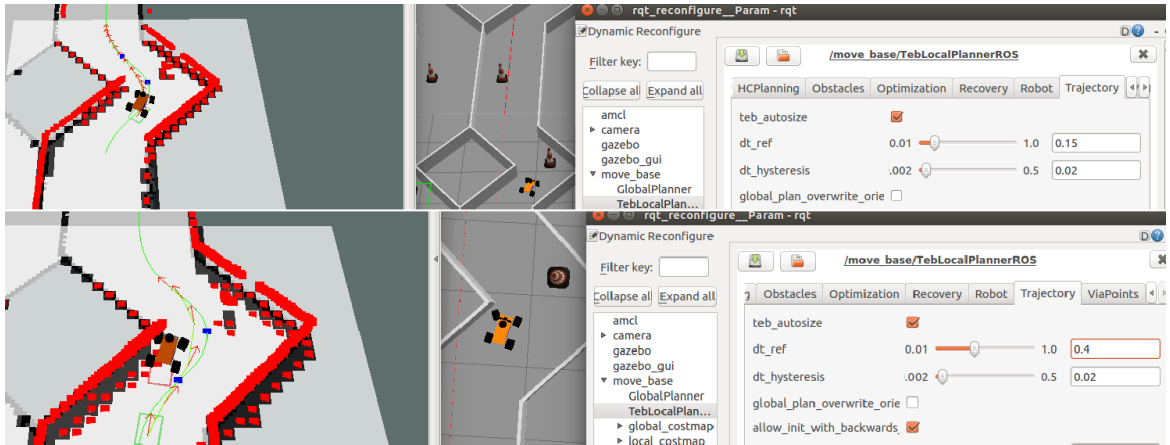 rqt_reconfigure__Param - rqt
Dynamic Reconfigure
D
Filter key:
Collapse all Expand all
amcl
camera
gazebo
gazebo_gui
move_base
GlobalPlanner
TebLocalPlan...
/move_base/TebLocalPlannerROS
HCPlanning Obstacles Optimization Recovery Robot Trajectory
teb_autosize
dt_ref 0.01 1.0 0.15
dt_hysteresis .002 0.5 0.02
global_plan_overwrite_orie
rqt_reconfigure__Param - rqt
Dynamic Reconfigure
D
Filter key:
Collapse all Expand all
amcl
camera
gazebo
gazebo_gui
move_base
GlobalPlanner
TebLocalPlan...
global_costmap
local_costmap
/move_base/TebLocalPlannerROS
g Obstacles Optimization Recovery Robot Trajectory ViaPoints
teb_autosize
dt_ref 0.01 1.0 0.4
dt_hysteresis .002 0.5 0.02
global_plan_overwrite_orie
allow_init_with_backwards_